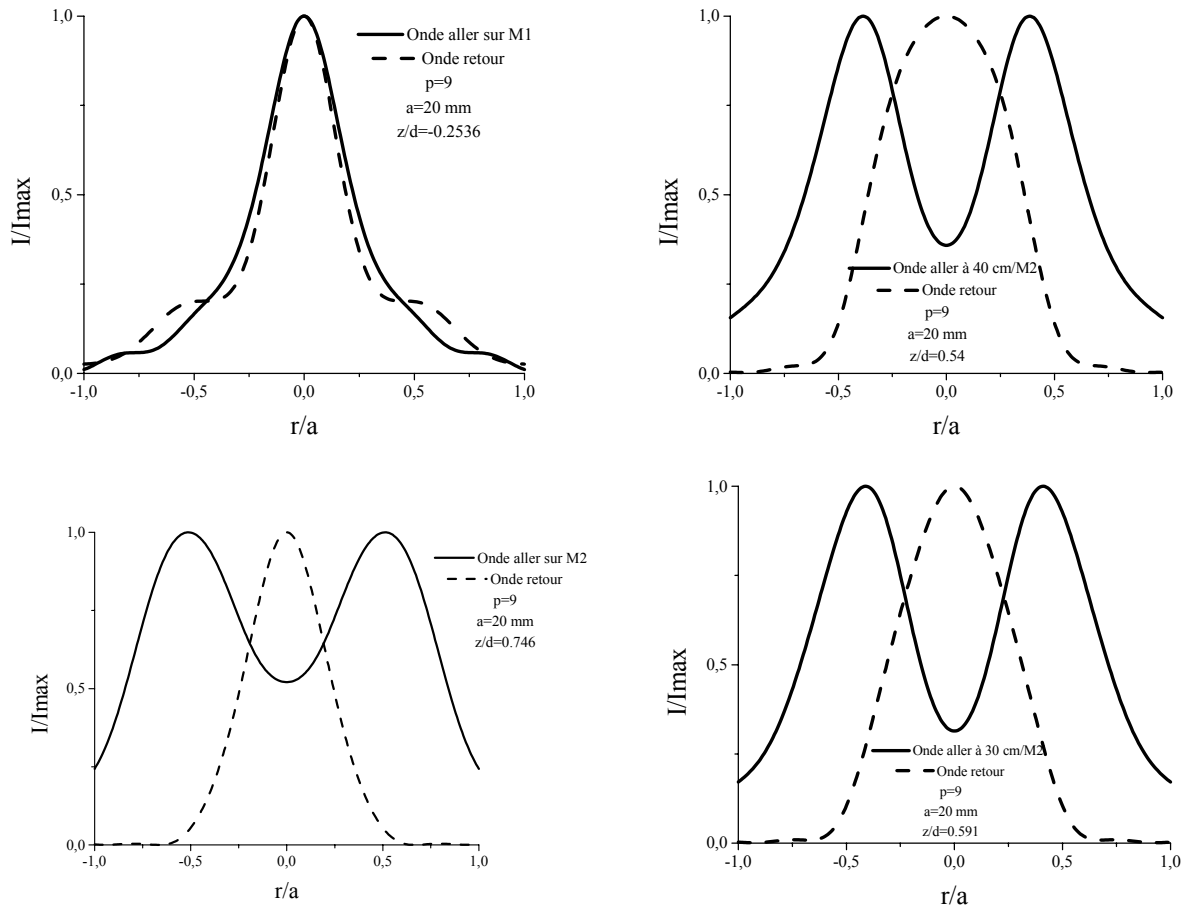 1,0
0,5
0,0
-1,0
-0,5
0,0
0,5
1,0
I/Imax
r/a
Onde aller sur M1
Onde retour
p=9
a=20 mm
z/d=-0.2536
1,0
0,5
0,0
-1,0
-0,5
0,0
0,5
1,0
I/Imax
r/a
Onde aller à 40 cm/M2
Onde retour
p=9
a=20 mm
z/d=0.54
1,0
0,5
0,0
-1,0
-0,5
0,0
0,5
1,0
I/Imax
r/a
Onde aller sur M2
Onde retour
p=9
a=20 mm
z/d=0.746
1,0
0,5
0,0
-1,0
-0,5
0,0
0,5
1,0
I/Imax
r/a
Onde aller à 30 cm/M2
Onde retour
p=9
a=20 mm
z/d=0.591